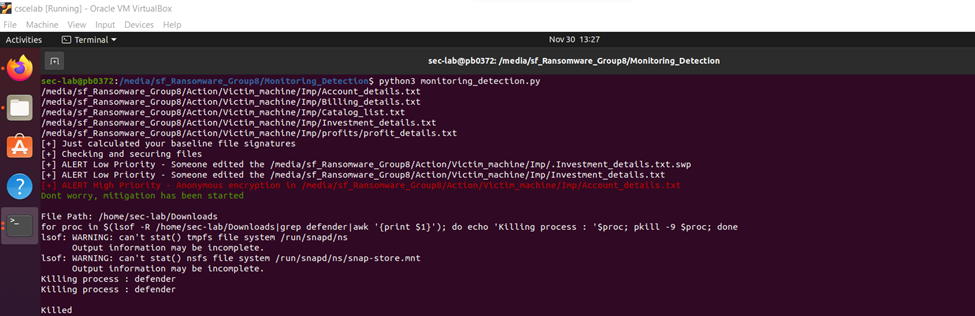 cscelab [Running] - Oracle VM VirtualBox
File Machine View Input Devices Help
Activities Terminal Nov 30 13:27
sec-lab@pb0372: /media/sf_Ransomware_Group8/Monitoring_Detection
sec-lab@pb0372:/media/sf_Ransomware_Group8/Monitoring_Detection$ python3 monitoring_detection.py
/media/sf_Ransomware_Group8/Action/Victim_machine/Imp/Account_details.txt
/media/sf_Ransomware_Group8/Action/Victim_machine/Imp/Billing_details.txt
/media/sf_Ransomware_Group8/Action/Victim_machine/Imp/Catalog_list.txt
/media/sf_Ransomware_Group8/Action/Victim_machine/Imp/Investment_details.txt
/media/sf_Ransomware_Group8/Action/Victim_machine/Imp/profits/profit_details.txt
[+] Just calculated your baseline file signatures
[+] Checking and securing files
[+] ALERT Low Priority - Someone edited the /media/sf_Ransomware_Group8/Action/Victim_machine/Imp/.Investment_details.txt.swp
[+] ALERT Low Priority - Someone edited the /media/sf_Ransomware_Group8/Action/Victim_machine/Imp/Investment_details.txt
[+] ALERT High Priority - Anonymous encryption in /media/sf_Ransomware_Group8/Action/Victim_machine/Imp/Account_details.txt
Dont worry, mitigation has been started
File Path: /home/sec-lab/Downloads
for proc in $(lsof -R /home/sec-lab/Downloads|grep defender|awk '{print $1}'); do echo 'Killing process : '$proc; pkill -9 $proc; done
lsof: WARNING: can't stat() tmpfs file system /run/snapd/ns
Output information may be incomplete.
lsof: WARNING: can't stat() nsfs file system /run/snapd/ns/snap-store.mnt
Output information may be incomplete.
Killing process : defender
Killing process : defender
Killed